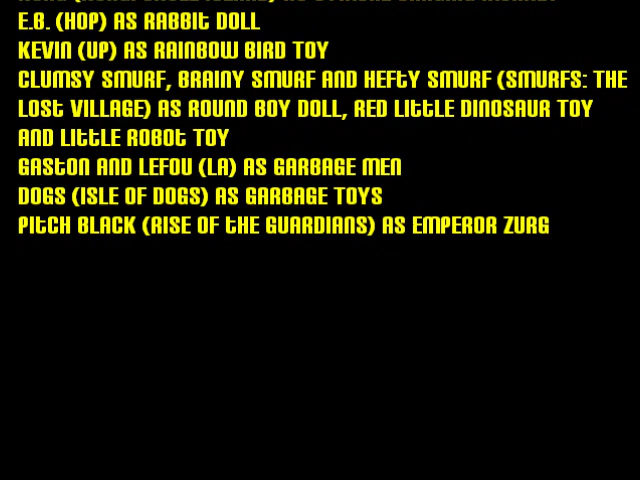 E.B. (HOP) AS RABBIT DOLL
KEVIN (UP) AS RAINBOW BIRD TOY
CLUMSY SMURF, BRAINY SMURF AND HEFTY SMURF (SMURFS: THE
LOST VILLAGE) AS ROUND BOY DOLL, RED LITTLE DINOSAUR TOY
AND LITTLE ROBOT TOY
GASTON AND LEFOU (LA) AS GARBAGE MEN
DOGS (ISLE OF DOGS) AS GARBAGE TOYS
PITCH BLACK (RISE OF THE GUARDIANS) AS EMPEROR ZURG